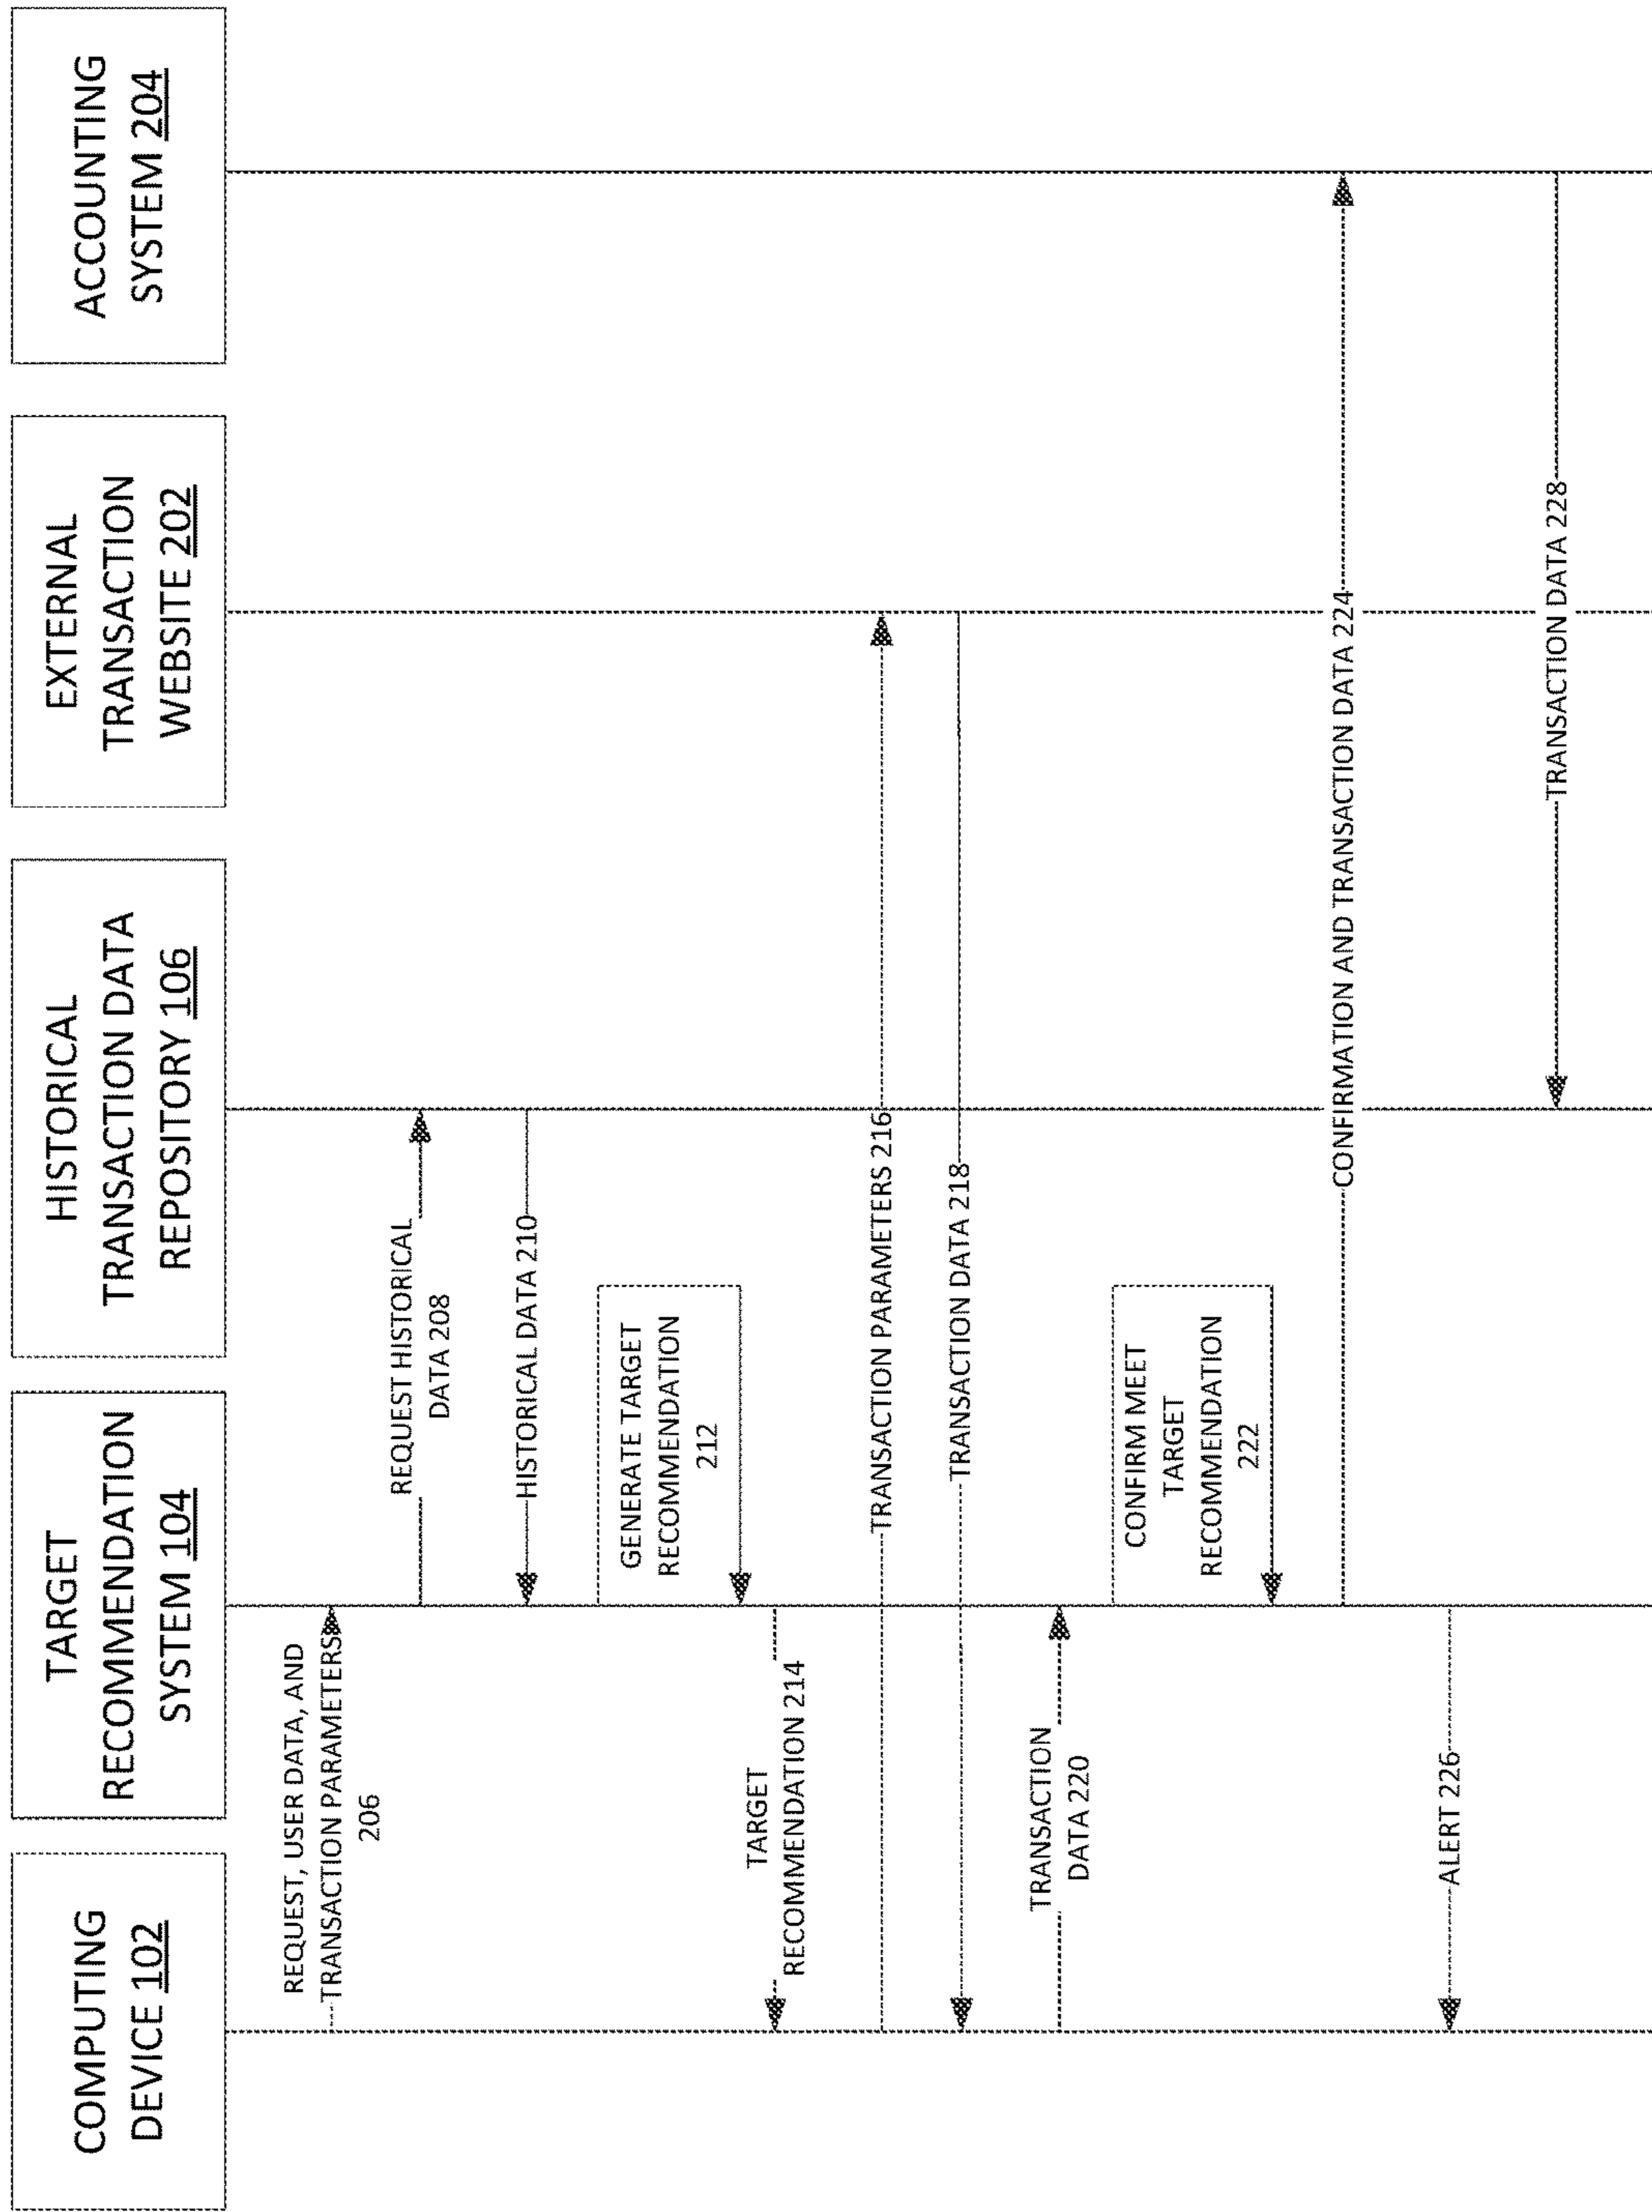 COMPUTING
DEVICE 102
TARGET
RECOMMENDATION
SYSTEM 104
HISTORICAL
TRANSACTION DATA
REPOSITORY 106
EXTERNAL
TRANSACTION
WEBSITE 202
ACCOUNTING
SYSTEM 204
REQUEST, USER DATA, AND
TRANSACTION PARAMETERS
206
REQUEST HISTORICAL
DATA 208
HISTORICAL DATA 210
GENERATE TARGET
RECOMMENDATION
212
TARGET
RECOMMENDATION 214
TRANSACTION PARAMETERS 216
TRANSACTION DATA 218
TRANSACTION
DATA 220
CONFIRM MEET
TARGET
RECOMMENDATION
222
CONFIRMATION AND TRANSACTION DATA 224
ALERT 226
TRANSACTION DATA 228